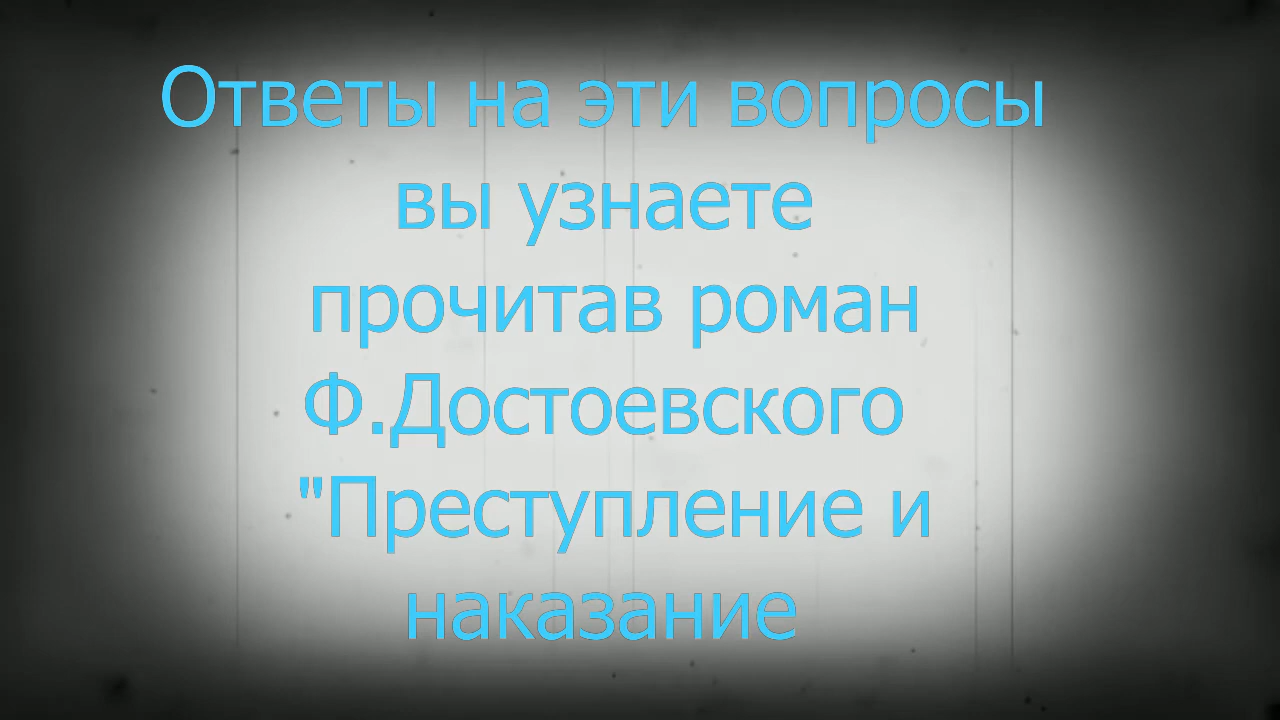 Ответы на эти вопросы
вы узнаете
прочитав роман
Ф.Достоевского
"Преступление и
наказание